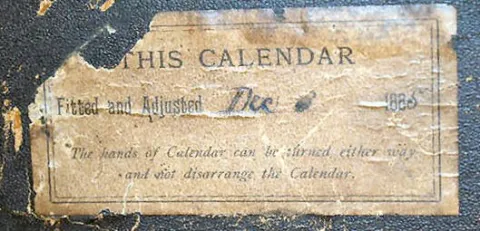 THIS CALENDAR
Fitted and Adjusted Dec 188
The hands of Calendar can be turned either way
and not disarrange the Calendar.